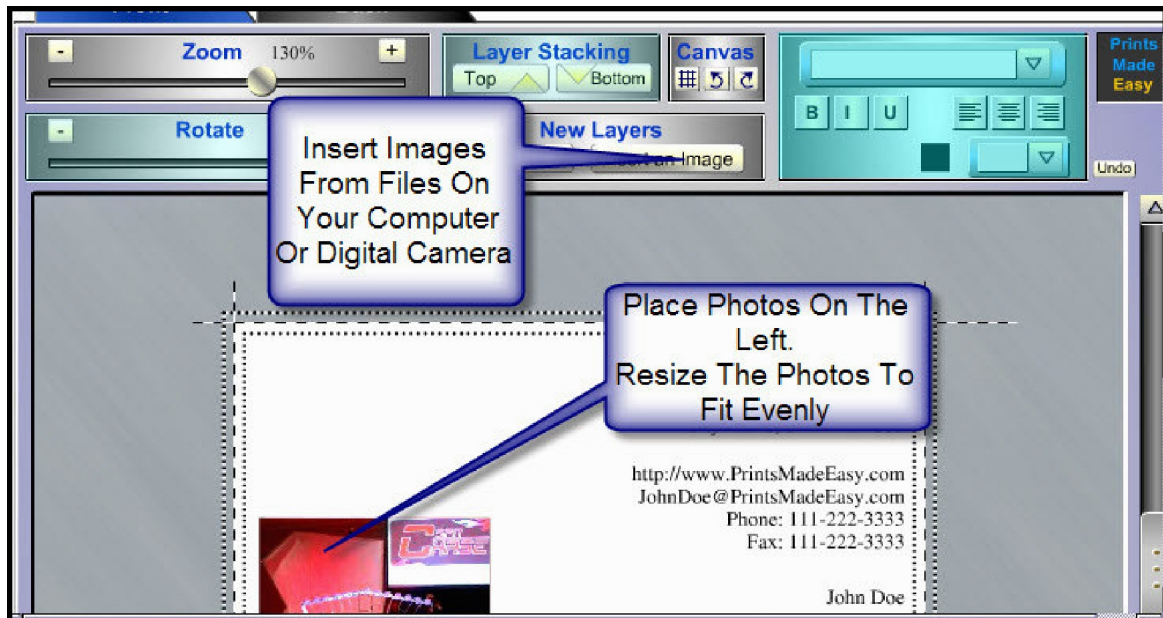 Zoom 130%
Layer Stacking
Top Bottom
Canvas
B I U
Prints
Made
Easy
Undo
Rotate
New Layers
an Image
Insert Images
From Files On
Your Computer
Or Digital Camera
Place Photos On The
Left.
Resize The Photos To
Fit Evenly
http://www.PrintsMadeEasy.com
JohnDoe@PrintsMadeEasy.com
Phone: 111-222-3333
Fax: 111-222-3333
John Doe